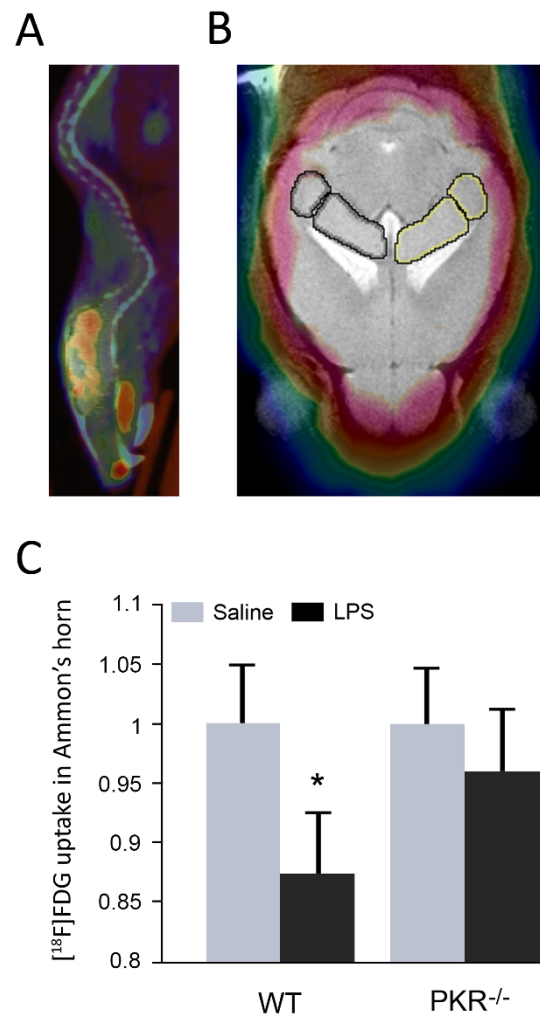 A
B
C
1.1
Saline
LPS
1.05
1
0.95
*
0.9
0.85
0.8
[¹⁸F]FDG uptake in Ammon's horn
WT
PKR⁻/⁻